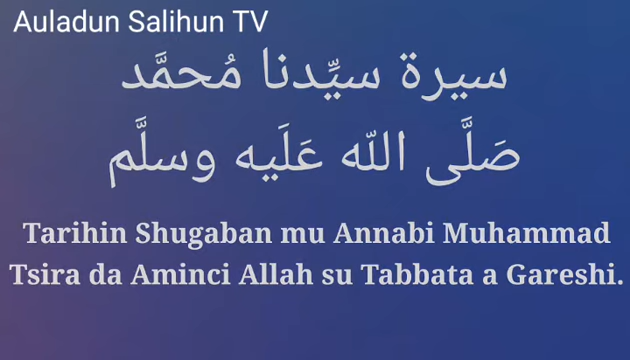 Auladun Salihun TV
سيرة سيِّدنا مُحمَّد
صَلَّى اللّه عَلَيه وسلَّم
Tarihin Shugaban mu Annabi Muhammad
Tsira da Aminci Allah su Tabbata a Gareshi.